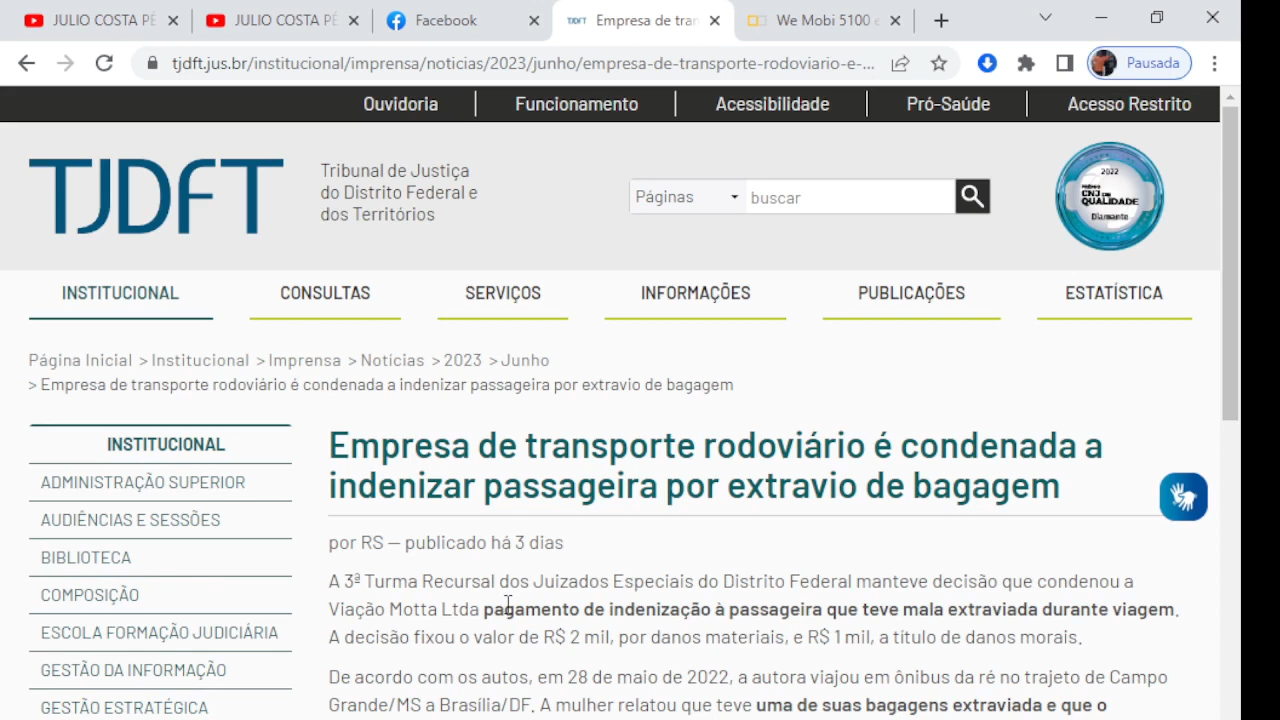 JULIO COSTA PÉ
JULIO COSTA PÉ
Facebook
TJDFT
Empresa de tran
We Mobi 5100 e
tjdft.jus.br/institucional/imprensa/noticias/2023/junho/empresa-de-transporte-rodoviario-e-...
Pausada
Ouvidoria
Funcionamento
Acessibilidade
Pró-Saúde
Acesso Restrito
TJDFT
Tribunal de Justiça
do Distrito Federal e
dos Territórios
Páginas
buscar
2022
PRÊMIO
CNJ DE
QUALIDADE
Diamante
INSTITUCIONAL
CONSULTAS
SERVIÇOS
INFORMAÇÕES
PUBLICAÇÕES
ESTATÍSTICA
Página Inicial > Institucional > Imprensa > Notícias > 2023 > Junho
> Empresa de transporte rodoviário é condenada a indenizar passageira por extravio de bagagem
INSTITUCIONAL
ADMINISTRAÇÃO SUPERIOR
AUDIÊNCIAS E SESSÕES
BIBLIOTECA
COMPOSIÇÃO
ESCOLA FORMAÇÃO JUDICIÁRIA
GESTÃO DA INFORMAÇÃO
GESTÃO ESTRATÉGICA
Empresa de transporte rodoviário é condenada a
indenizar passageira por extravio de bagagem
por RS — publicado há 3 dias
A 3ª Turma Recursal dos Juizados Especiais do Distrito Federal manteve decisão que condenou a
Viação Motta Ltda pagamento de indenização à passageira que teve mala extraviada durante viagem.
A decisão fixou o valor de R$ 2 mil, por danos materiais, e R$ 1 mil, a título de danos morais.
De acordo com os autos, em 28 de maio de 2022, a autora viajou em ônibus da ré no trajeto de Campo
Grande/MS a Brasília/DF. A mulher relatou que teve uma de suas bagagens extraviada e que o